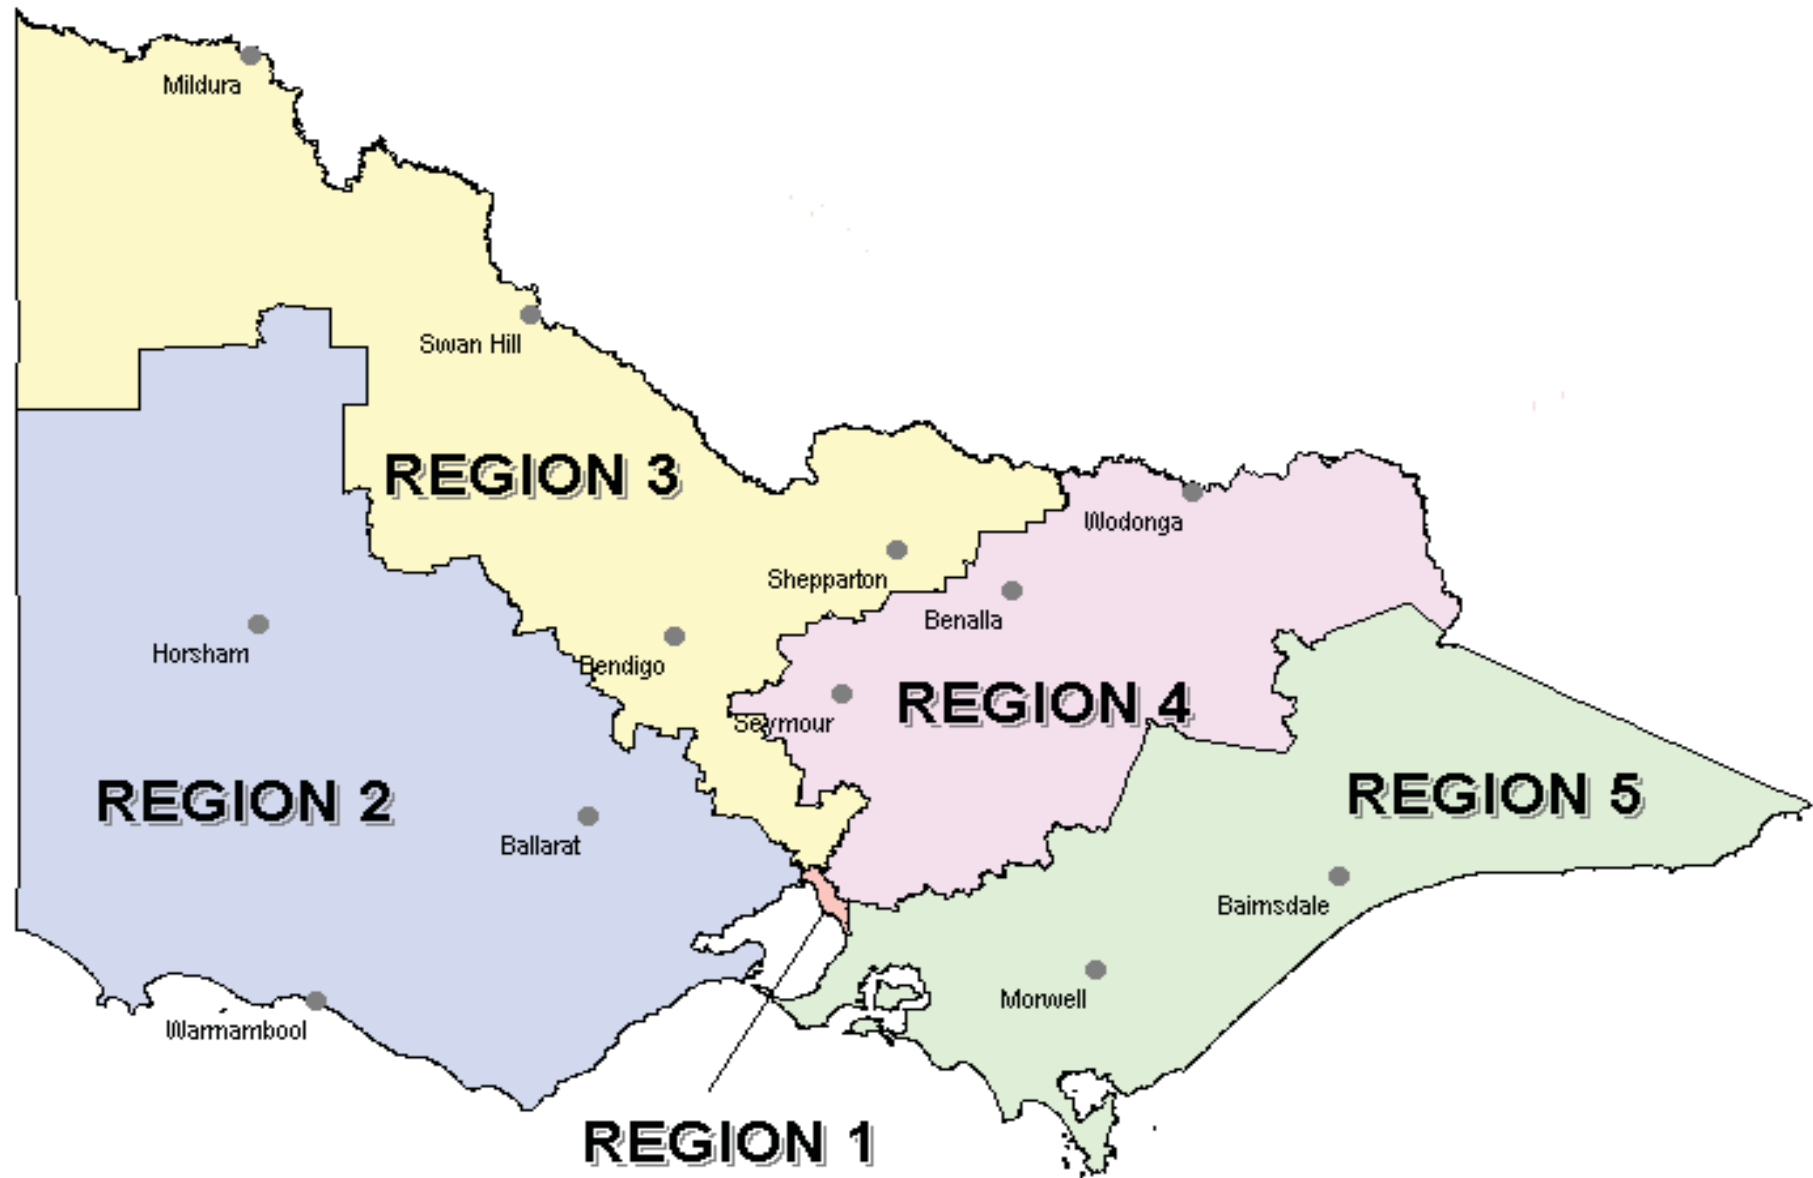 Mildura
Swan Hill
REGION 3
Wodonga
Shepparton
Benalla
Horsham
Bendigo
Seymour
REGION 4
REGION 2
REGION 5
Ballarat
Bairnsdale
Morwell
Warrnambool
REGION 1